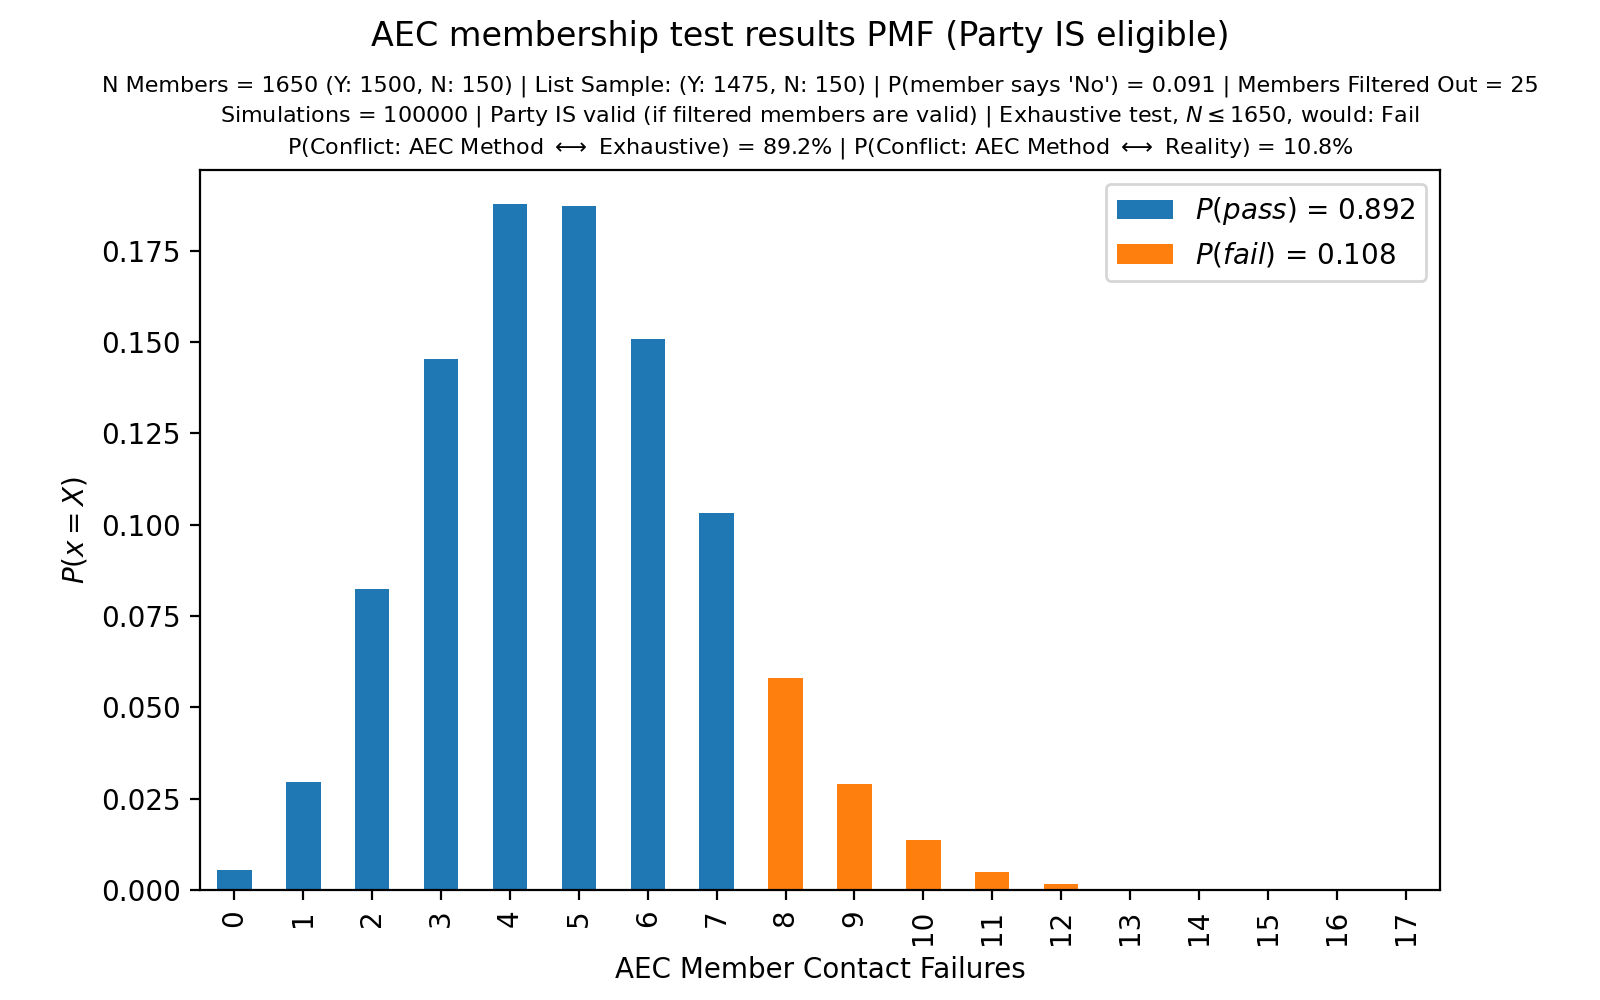 AEC membership test results PMF (Party IS eligible)
N Members = 1650 (Y: 1500, N: 150) | List Sample: (Y: 1475, N: 150) | P(member says 'No') = 0.091 | Members Filtered Out = 25
Simulations = 100000 | Party IS valid (if filtered members are valid) | Exhaustive test, N ≤ 1650, would: Fail
P(Conflict: AEC Method ⟷ Exhaustive) = 89.2% | P(Conflict: AEC Method ⟷ Reality) = 10.8%
P(pass) = 0.892
P(fail) = 0.108
0.175
0.150
0.125
0.100
0.075
0.050
0.025
0.000
P(x = X)
0 1 2 3 4 5 6 7 8 9 10 11 12 13 14 15 16 17
AEC Member Contact Failures